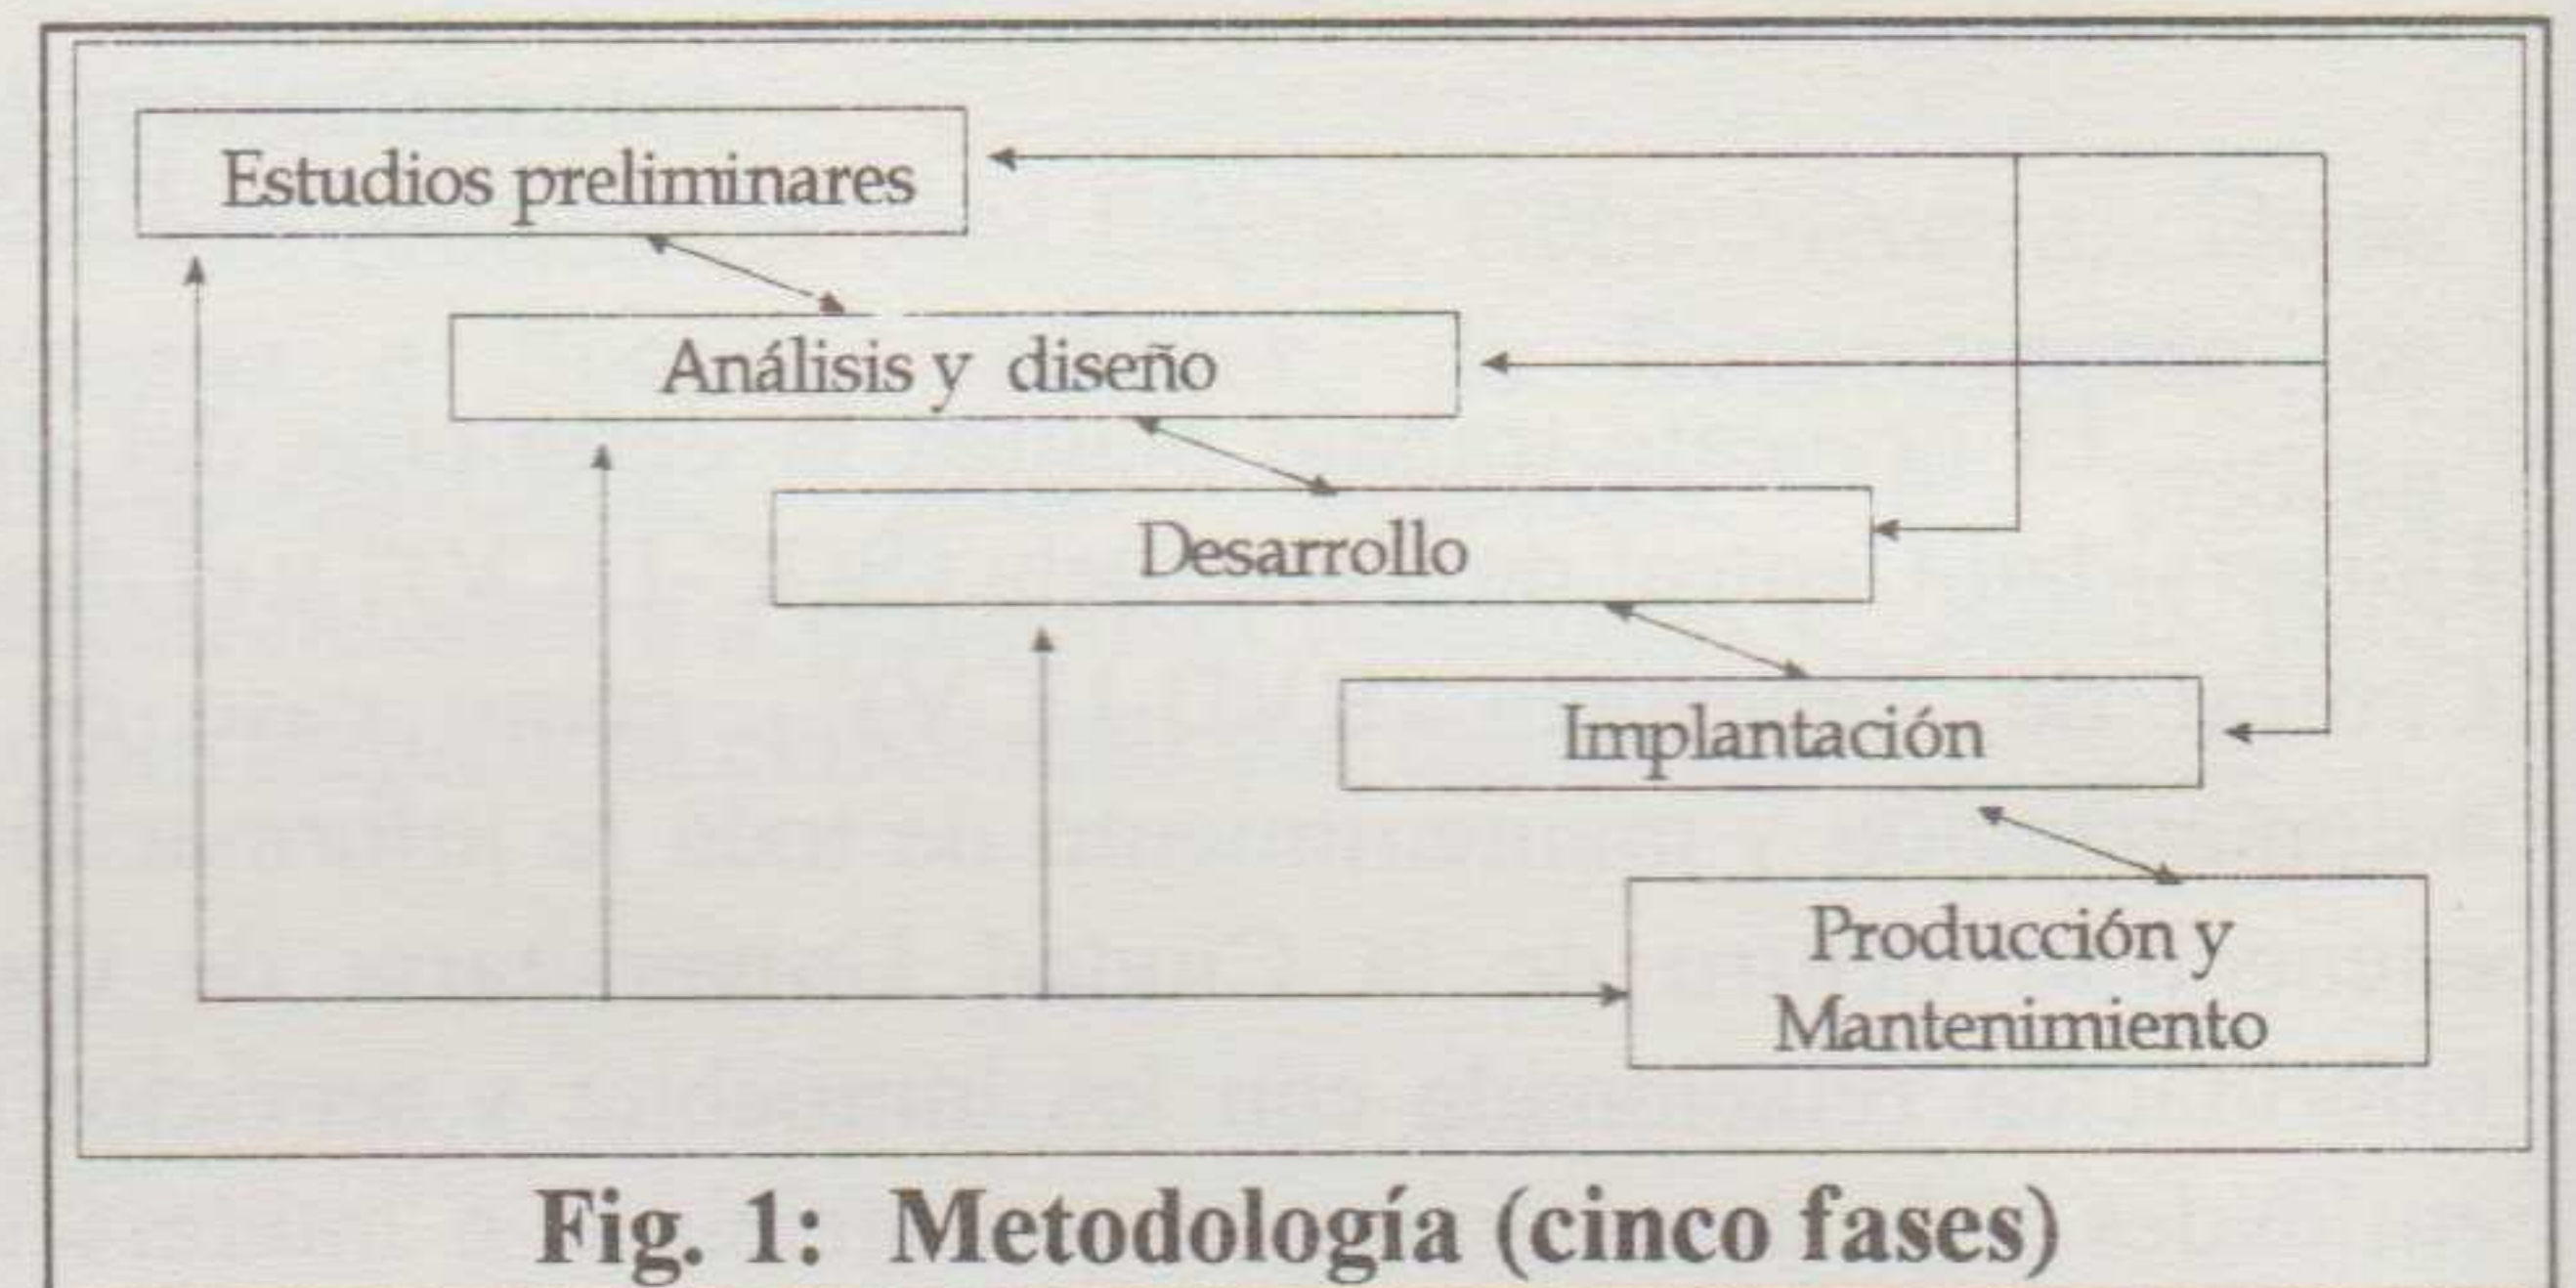 Estudios preliminares
Análisis y diseño
Desarrollo
Implantación
Producción y
Mantenimiento
Fig. 1: Metodología (cinco fases)